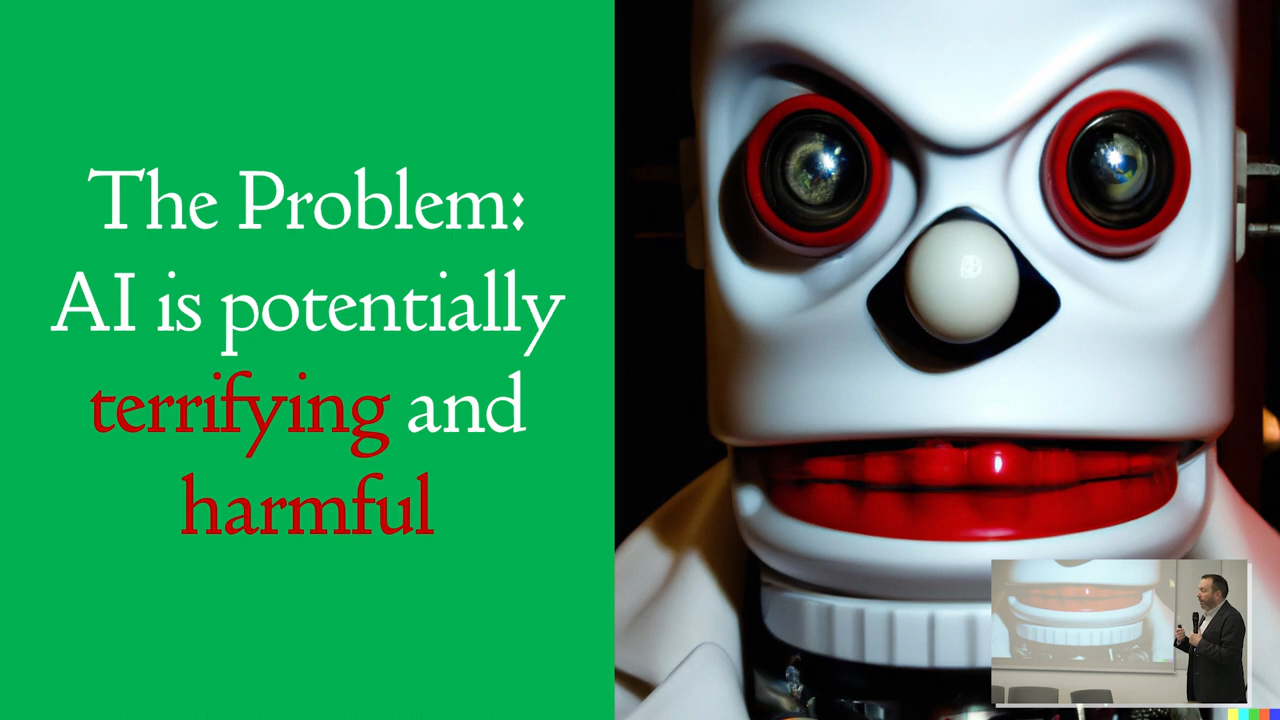 The Problem:
AI is potentially
terrifying and
harmful